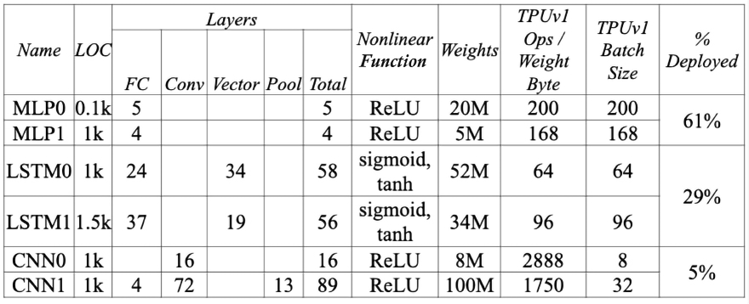 Name LOC Layers Nonlinear Function Weights TPUv1 Ops / Weight Byte TPUv1 Batch Size % Deployed
FC Conv Vector Pool Total
MLP0 0.1k 5 5 ReLU 20M 200 200 61%
MLP1 1k 4 4 ReLU 5M 168 168
LSTM0 1k 24 34 58 sigmoid, tanh 52M 64 64 29%
LSTM1 1.5k 37 19 56 sigmoid, tanh 34M 96 96
CNN0 1k 16 16 ReLU 8M 2888 8 5%
CNN1 1k 4 72 13 89 ReLU 100M 1750 32